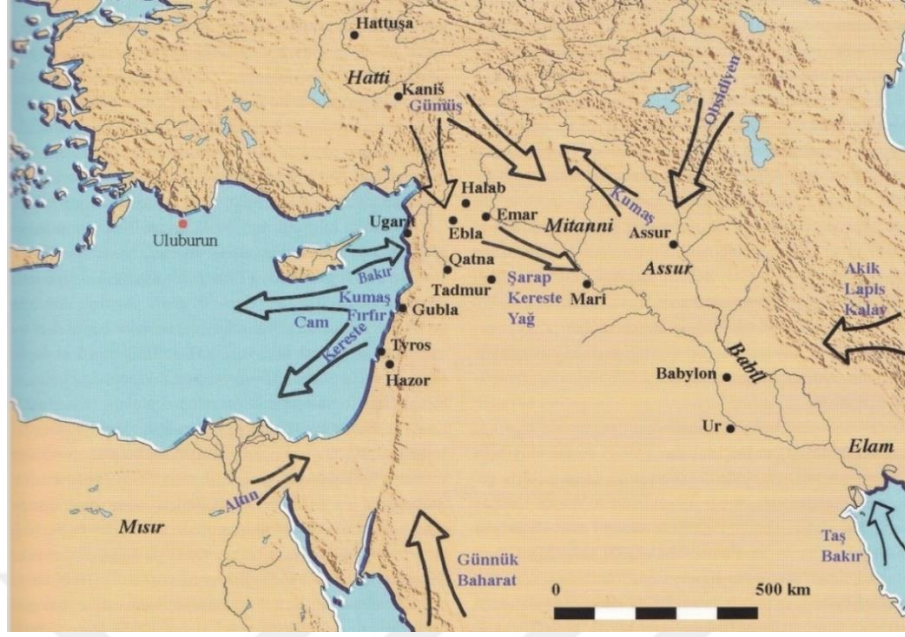 Hattuşa
Hatti
Kaniš
Gümüş
Obsidiyen
Halab
Emar
Ebla
Ugarit
Mitanni
Kumaş
Assur
Assur
Uluburun
Bakır
Qatna
Tadmur
Şarap
Kereste
Yağ
Mari
Akik
Lapis
Kalay
Kumaş
Fırfır
Cam
Kereste
Gubla
Tyros
Hazor
Babylon
Babil
Ur
Elam
Altın
Mısır
Günnük
Baharat
Taş
Bakır
0 500 km